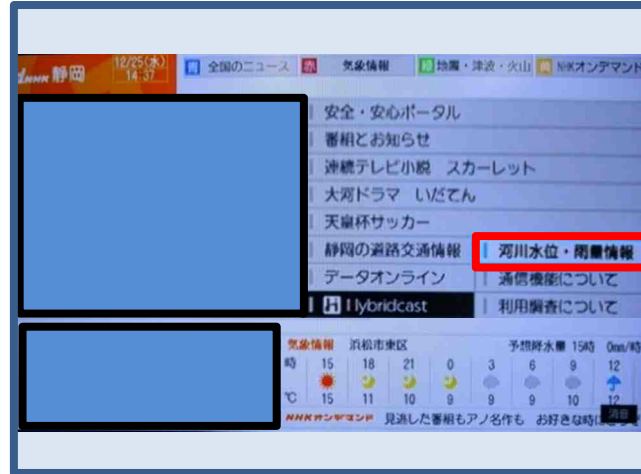 NHK 静岡 12/25(水) 14:37
青 全国のニュース 赤 気象情報 緑 地震・津波・火山 黄 NHKオンデマンド
安全・安心ポータル
番組とお知らせ
連続テレビ小説 スカーレット
大河ドラマ いだてん
天皇杯サッカー
静岡の道路交通情報 河川水位・雨量情報
データオンライン 通信機能について
Hybridcast 利用調査について
気象情報 浜松市東区 予想降水量 15時 0mm/時
時 15 18 21 0 3 6 9 12
℃ 15 11 10 9 9 9 10 12
NHKオンデマンド 見逃した番組もアノ名作も お好きな時に
消音